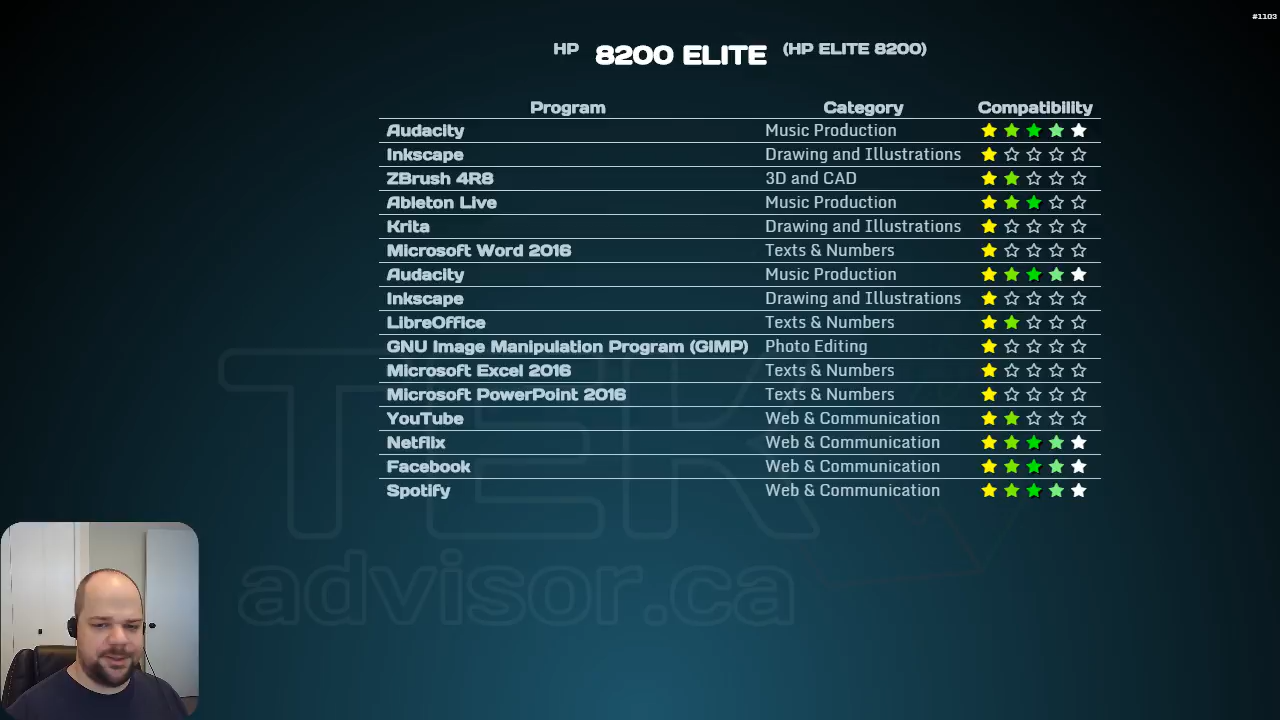 #1103
HP 8200 ELITE (HP ELITE 8200)
Program Category Compatibility
Audacity Music Production
Inkscape Drawing and Illustrations
ZBrush 4R8 3D and CAD
Ableton Live Music Production
Krita Drawing and Illustrations
Microsoft Word 2016 Texts & Numbers
Audacity Music Production
Inkscape Drawing and Illustrations
LibreOffice Texts & Numbers
GNU Image Manipulation Program (GIMP) Photo Editing
Microsoft Excel 2016 Texts & Numbers
Microsoft PowerPoint 2016 Texts & Numbers
YouTube Web & Communication
Netflix Web & Communication
Facebook Web & Communication
Spotify Web & Communication
TEK
advisor.ca